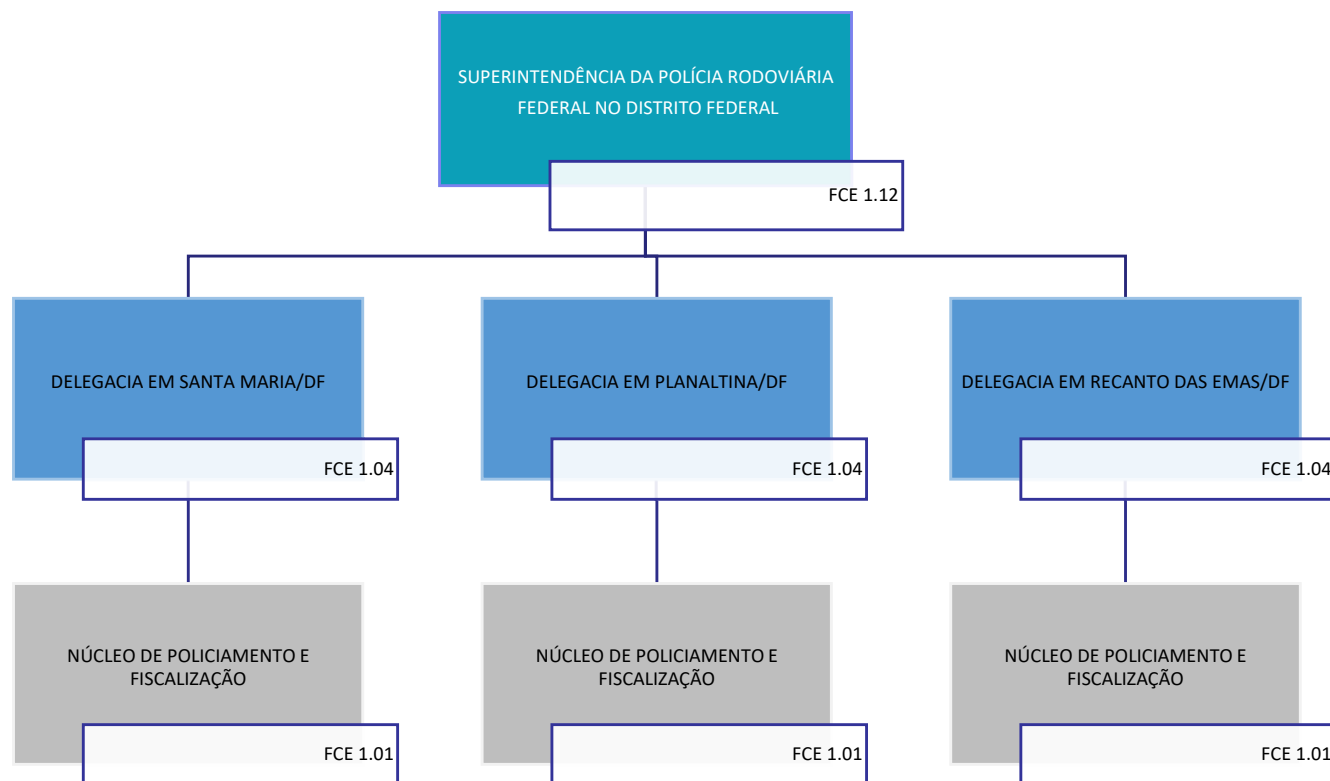 SUPERINTENDÊNCIA DA POLÍCIA RODOVIÁRIA
FEDERAL NO DISTRITO FEDERAL
FCE 1.12
DELEGACIA EM SANTA MARIA/DF
DELEGACIA EM PLANALTINA/DF
DELEGACIA EM RECANTO DAS EMAS/DF
FCE 1.04
FCE 1.04
FCE 1.04
NÚCLEO DE POLICIAMENTO E
FISCALIZAÇÃO
NÚCLEO DE POLICIAMENTO E
FISCALIZAÇÃO
NÚCLEO DE POLICIAMENTO E
FISCALIZAÇÃO
FCE 1.01
FCE 1.01
FCE 1.01